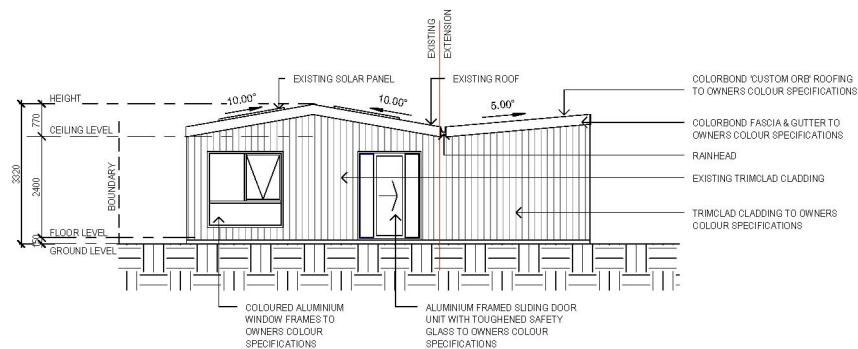 EXISTING
EXTENSION
EXISTING SOLAR PANEL
EXISTING ROOF
COLORBOND 'CUSTOM ORB' ROOFING
TO OWNERS COLOUR SPECIFICATIONS
HEIGHT
10.00°
10.00°
5.00°
770
COLORBOND FASCIA & GUTTER TO
OWNERS COLOUR SPECIFICATIONS
CEILING LEVEL
RAINHEAD
3320
2400
BOUNDARY
EXISTING TRIMCLAD CLADDING
TRIMCLAD CLADDING TO OWNERS
COLOUR SPECIFICATIONS
FLOOR LEVEL
150
GROUND LEVEL
COLOURED ALUMINIUM
WINDOW FRAMES TO
OWNERS COLOUR
SPECIFICATIONS
ALUMINIUM FRAMED SLIDING DOOR
UNIT WITH TOUGHENED SAFETY
GLASS TO OWNERS COLOUR
SPECIFICATIONS